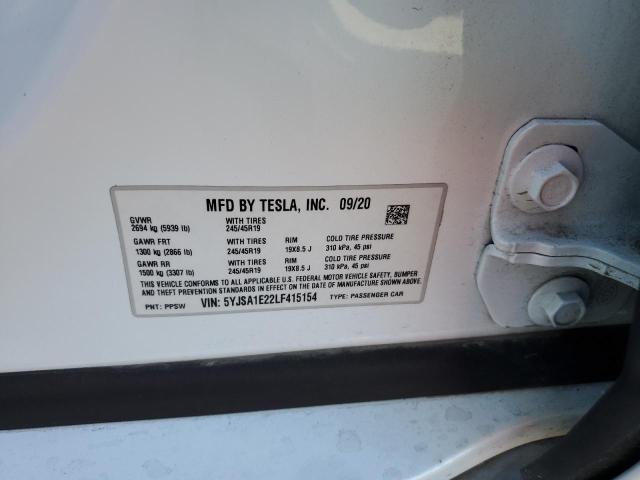 MFD BY TESLA, INC. 09/20
GVWR WITH TIRES
2694 kg (5939 lb) 245/45R19
GAWR FRT WITH TIRES RIM COLD TIRE PRESSURE
1300 kg (2866 lb) 245/45R19 19X8.5 J 310 kPa, 45 psi
GAWR RR WITH TIRES RIM COLD TIRE PRESSURE
1500 kg (3307 lb) 245/45R19 19X8.5 J 310 kPa, 45 psi
THIS VEHICLE CONFORMS TO ALL APPLICABLE U.S. FEDERAL MOTOR VEHICLE SAFETY, BUMPER
AND THEFT PREVENTION STANDARDS IN EFFECT ON THE DATE OF MANUFACTURE SHOWN ABOVE.
PNT: PPSW VIN: 5YJSA1E22LF415154 TYPE: PASSENGER CAR